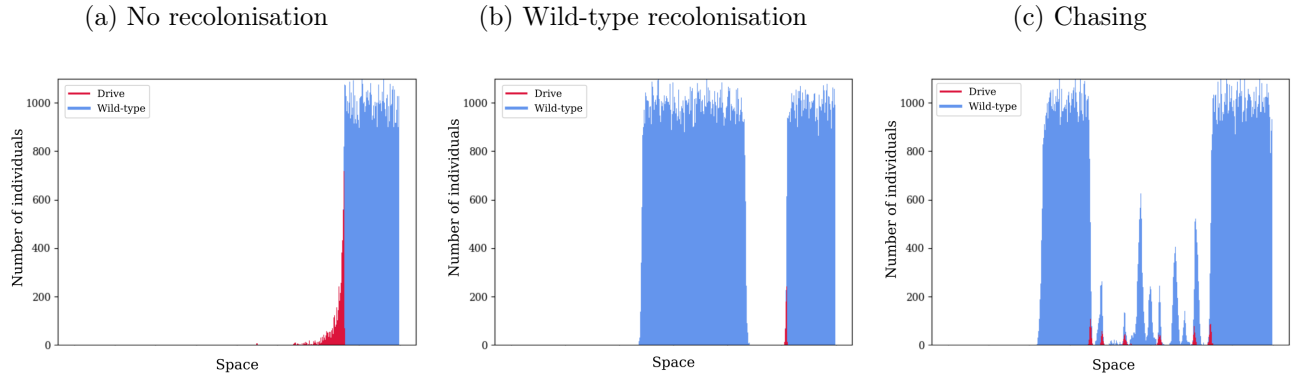 (a) No recolonisation
(b) Wild-type recolonisation
(c) Chasing
Number of individuals
1000
800
600
400
200
0
Drive
Wild-type
Space
Number of individuals
1000
800
600
400
200
0
Drive
Wild-type
Space
Number of individuals
1000
800
600
400
200
0
Drive
Wild-type
Space